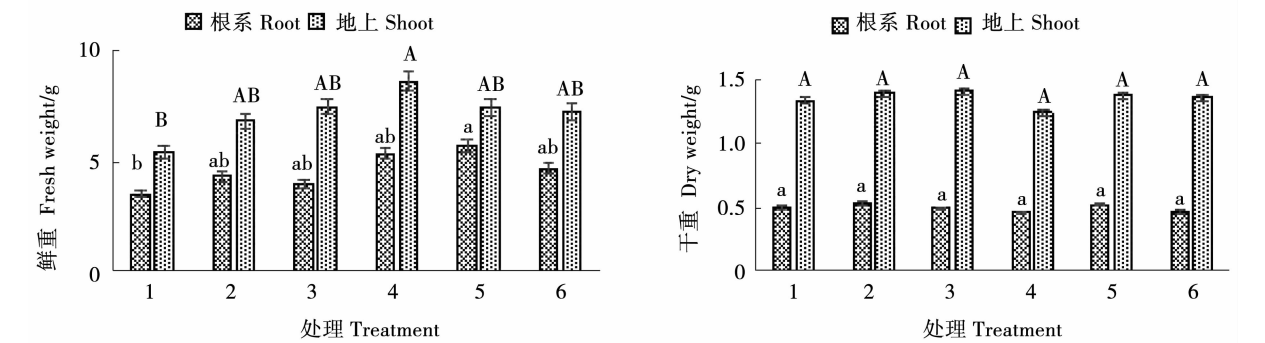 根系 Root 地上 Shoot
鲜重 Fresh weight/g
10
5
0
b B ab AB ab AB ab A a AB ab AB
1 2 3 4 5 6
处理 Treatment
根系 Root 地上 Shoot
干重 Dry weight/g
1.5
1.0
0.5
0
a A a A a A a A a A a A
1 2 3 4 5 6
处理 Treatment